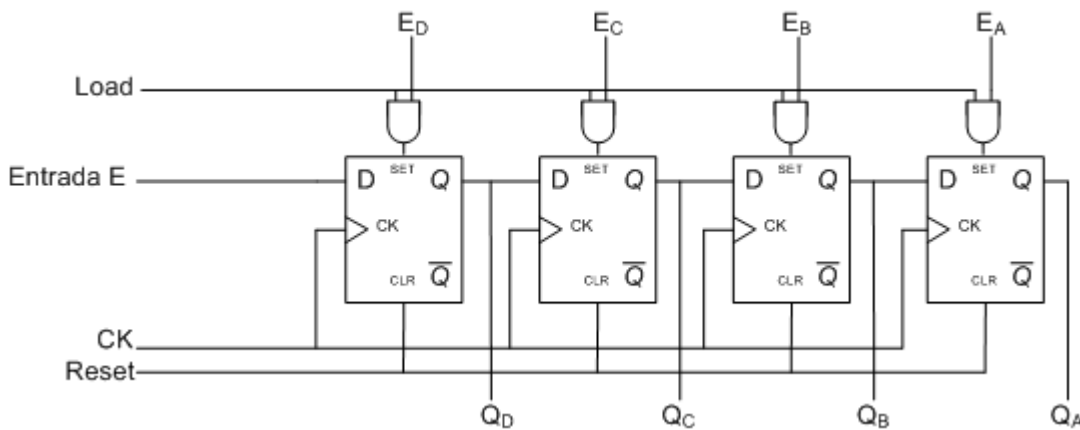 E_D E_C E_B E_A
Load
SET SET SET SET
Entrada E D Q D Q D Q D Q
CK CK CK CK
CLR Q̅ CLR Q̅ CLR Q̅ CLR Q̅
CK
Reset
Q_D Q_C Q_B Q_A